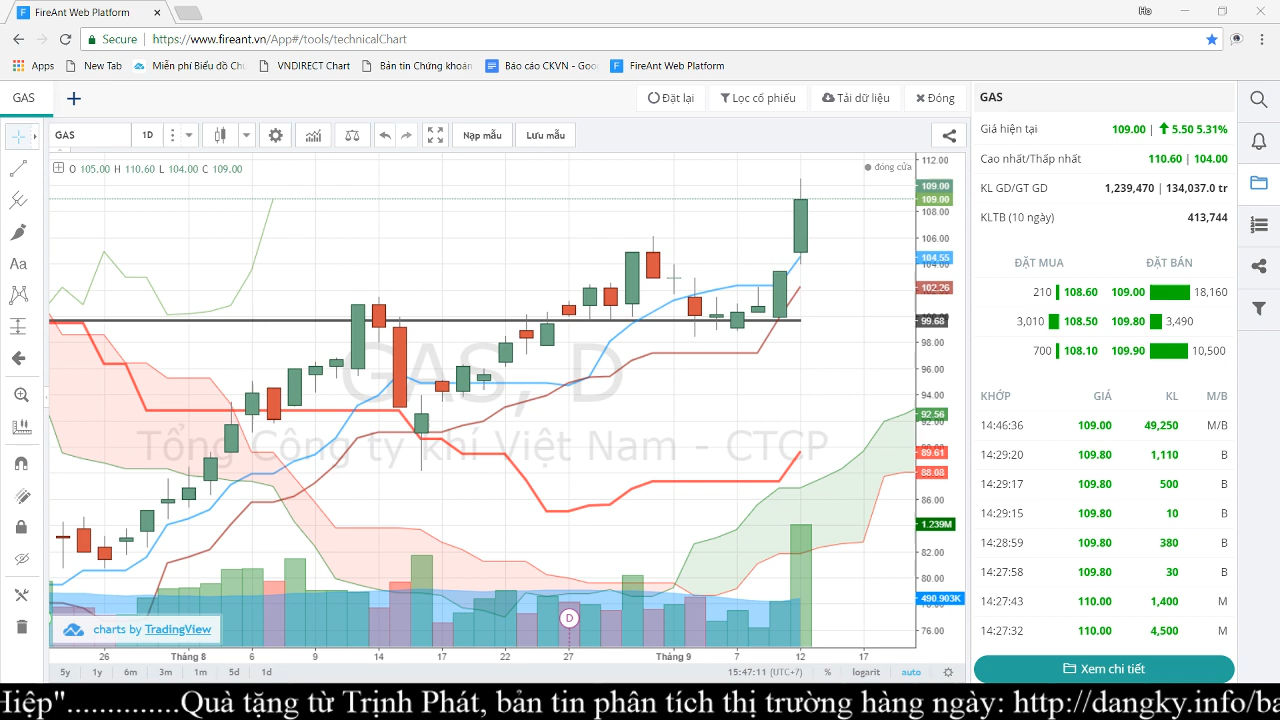 FireAnt Web Platform
Secure https://www.fireant.vn/App#/tools/technicalChart
Apps New Tab Miễn phí Biểu đồ Chu VNDIRECT Chart Bản tin Chứng khoán Báo cáo CKVN - Goo FireAnt Web Platform
GAS + Đặt lại Lọc cổ phiếu Tải dữ liệu Đóng
GAS 1D Nạp mẫu Lưu mẫu
O 105.00 H 110.60 L 104.00 C 109.00
đóng cửa
GAS, D
Tổng Công ty khí Việt Nam - CTCP
112.00
109.00
109.00
108.00
106.00
104.55
104.00
102.26
99.68
98.00
96.00
94.00
92.56
92.00
89.61
88.08
86.00
1.239M
82.00
80.00
490.903K
76.00
D
charts by TradingView
26 Tháng 8 6 9 14 17 22 27 Tháng 9 7 12 17
5y 1y 6m 3m 1m 5d 1d 15:47:11 (UTC+7) % logarit auto
GAS
Giá hiện tại 109.00 | 5.50 5.31%
Cao nhất/Thấp nhất 110.60 | 104.00
KL GD/GT GD 1,239,470 | 134,037.0 tr
KLTB (10 ngày) 413,744
ĐẶT MUA ĐẶT BÁN
210 108.60 109.00 18,160
3,010 108.50 109.80 3,490
700 108.10 109.90 10,500
KHỚP GIÁ KL M/B
14:46:36 109.00 49,250 M/B
14:29:20 109.80 1,110 B
14:29:17 109.80 500 B
14:29:15 109.80 10 B
14:28:59 109.80 380 B
14:27:58 109.80 30 B
14:27:43 110.00 1,400 M
14:27:32 110.00 4,500 M
Xem chi tiết
Hiệp"..............Quà tặng từ Trịnh Phát, bản tin phân tích thị trường hàng ngày: http://dangky.info/ba